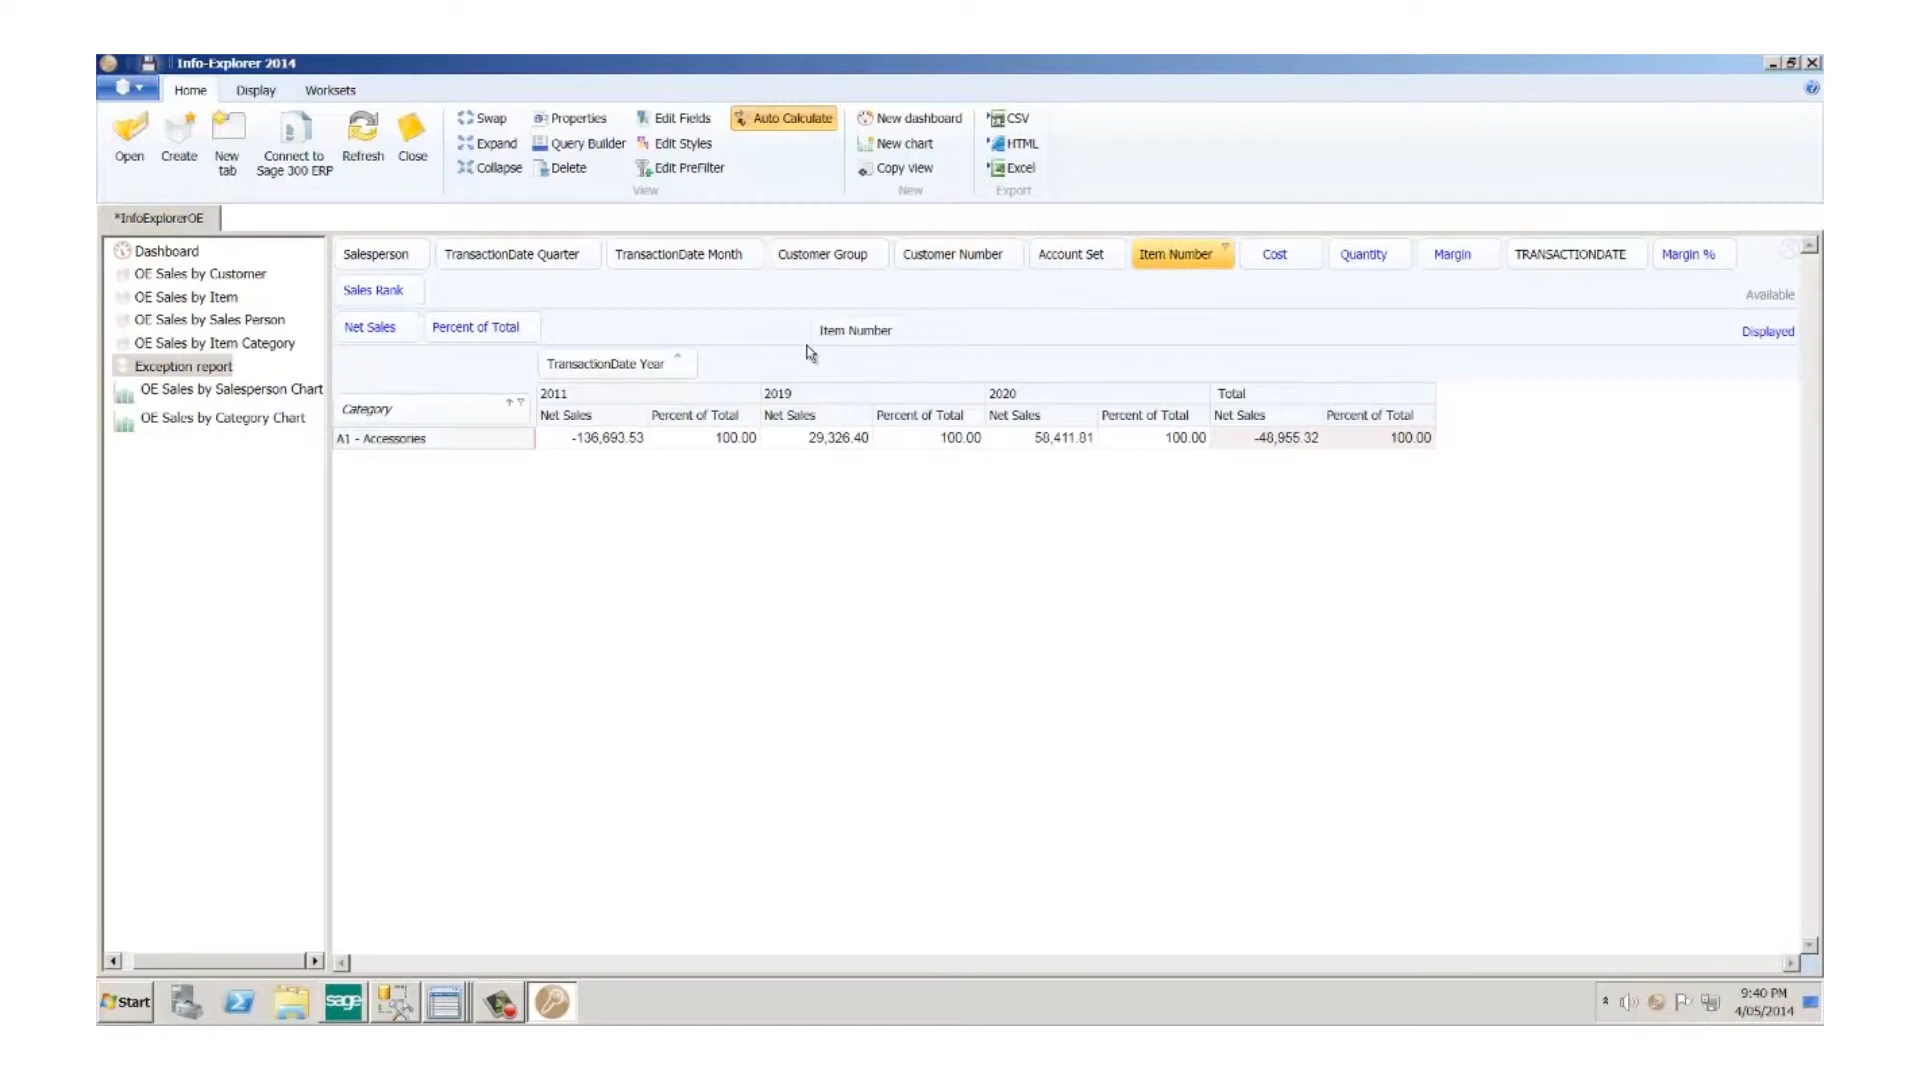 Info-Explorer 2014
Home Display Worksets
Open Create New tab Connect to Sage 300 ERP Refresh Close
Swap Properties Edit Fields Auto Calculate New dashboard CSV
Expand Query Builder Edit Styles New chart HTML
Collapse Delete Edit PreFilter Copy view Excel
View New Export
*InfoExplorerOE
Dashboard
OE Sales by Customer
OE Sales by Item
OE Sales by Sales Person
OE Sales by Item Category
Exception report
OE Sales by Salesperson Chart
OE Sales by Category Chart
Salesperson TransactionDate Quarter TransactionDate Month Customer Group Customer Number Account Set Item Number Cost Quantity Margin TRANSACTIONDATE Margin %
Sales Rank Available
Net Sales Percent of Total Item Number Displayed
TransactionDate Year
Category 2011 2019 2020 Total
Net Sales Percent of Total Net Sales Percent of Total Net Sales Percent of Total Net Sales Percent of Total
A1 - Accessories -136,693.53 100.00 29,326.40 100.00 58,411.81 100.00 -48,955.32 100.00
Start sage 9:40 PM
4/05/2014